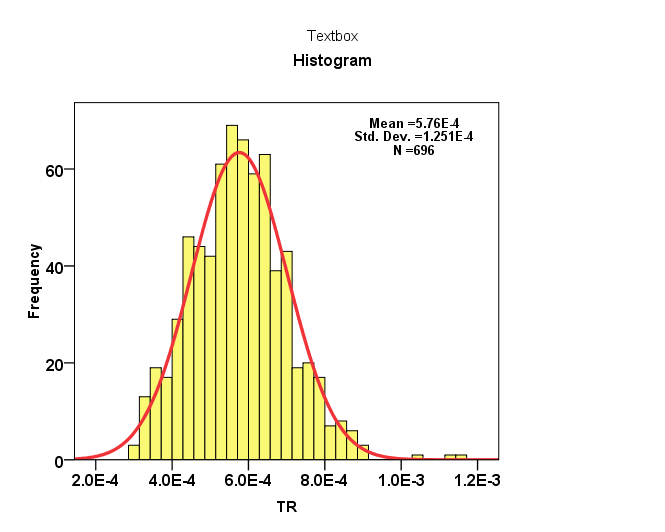 Textbox
Histogram
Mean =5.76E-4
Std. Dev. =1.251E-4
N =696
60
40
20
0
Frequency
2.0E-4 4.0E-4 6.0E-4 8.0E-4 1.0E-3 1.2E-3
TR